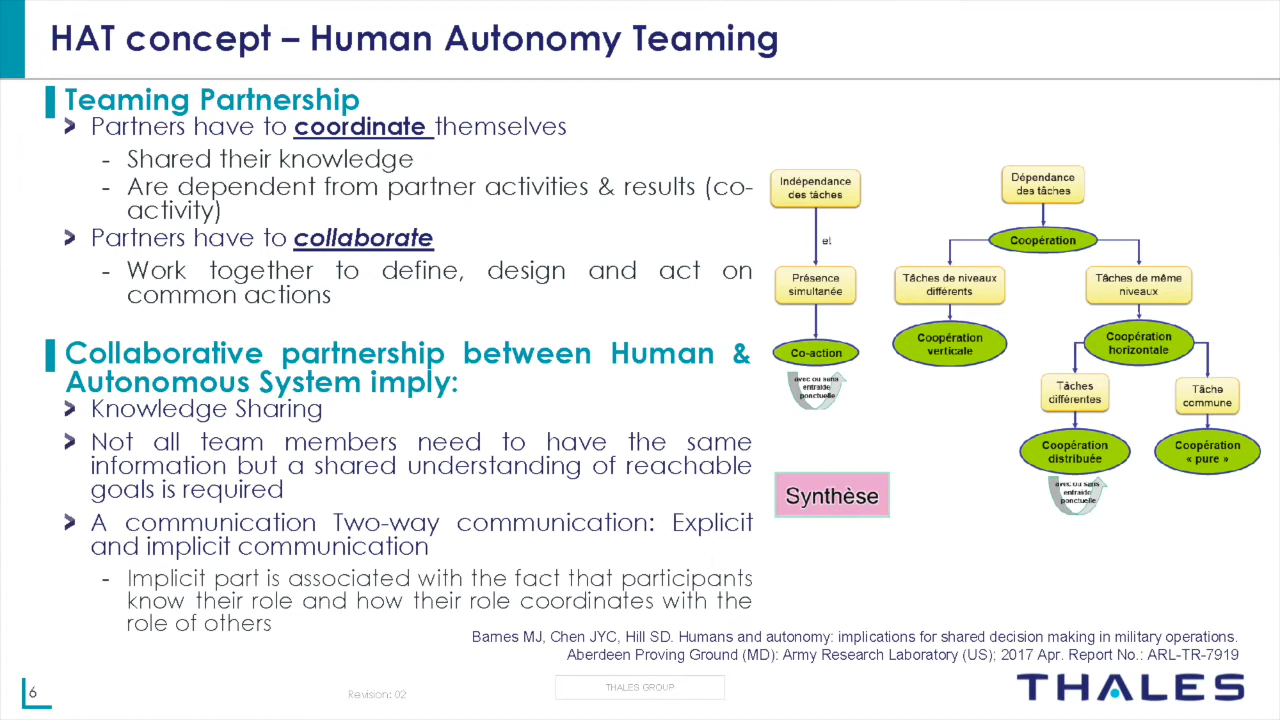 HAT concept – Human Autonomy Teaming
Teaming Partnership
Partners have to coordinate themselves
- Shared their knowledge
- Are dependent from partner activities & results (co-
activity)
Partners have to collaborate
- Work together to define, design and act on
common actions
Collaborative partnership between Human &
Autonomous System imply:
Knowledge Sharing
Not all team members need to have the same
information but a shared understanding of reachable
goals is required
A communication Two-way communication: Explicit
and implicit communication
- Implicit part is associated with the fact that participants
know their role and how their role coordinates with the
role of others
Indépendance
des tâches
et
Présence
simultanée
Co-action
avec ou sens
entraide
ponctuelle
Dépendance
des tâches
Coopération
Tâches de niveaux
différents
Coopération
verticale
Tâches de même
niveaux
Coopération
horizontale
Tâches
différentes
Coopération
distribuée
avec ou sens
entraide
ponctuelle
Tâche
commune
Coopération
« pure »
Synthèse
Barnes MJ, Chen JYC, Hill SD. Humans and autonomy: implications for shared decision making in military operations.
Aberdeen Proving Ground (MD): Army Research Laboratory (US); 2017 Apr. Report No.: ARL-TR-7919
6
Revision: 02
THALES GROUP
THALES